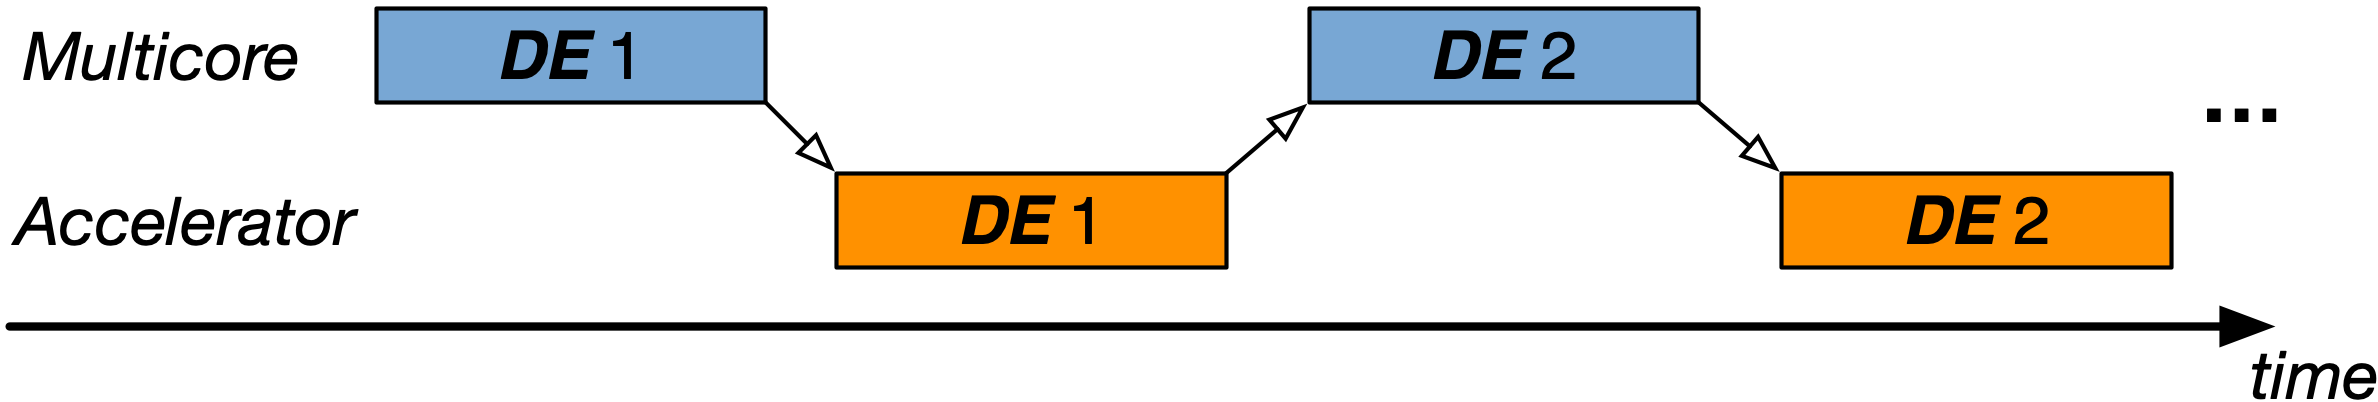 Multicore DE 1 DE 2
...
Accelerator DE 1 DE 2
time